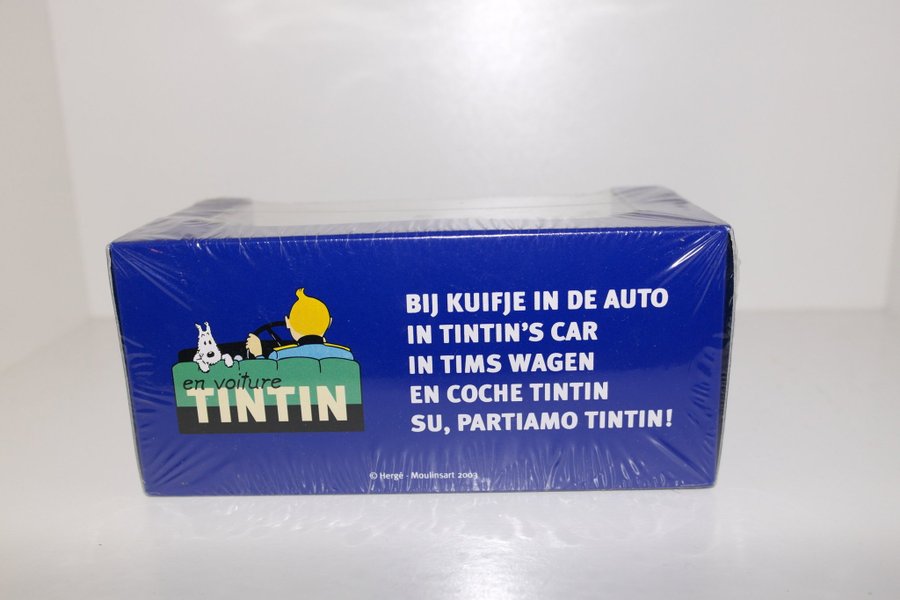 en voiture
TINTIN
BIJ KUIFJE IN DE AUTO
IN TINTIN'S CAR
IN TIMS WAGEN
EN COCHE TINTIN
SU, PARTIAMO TINTIN!
© Hergé - Moulinsart 2003